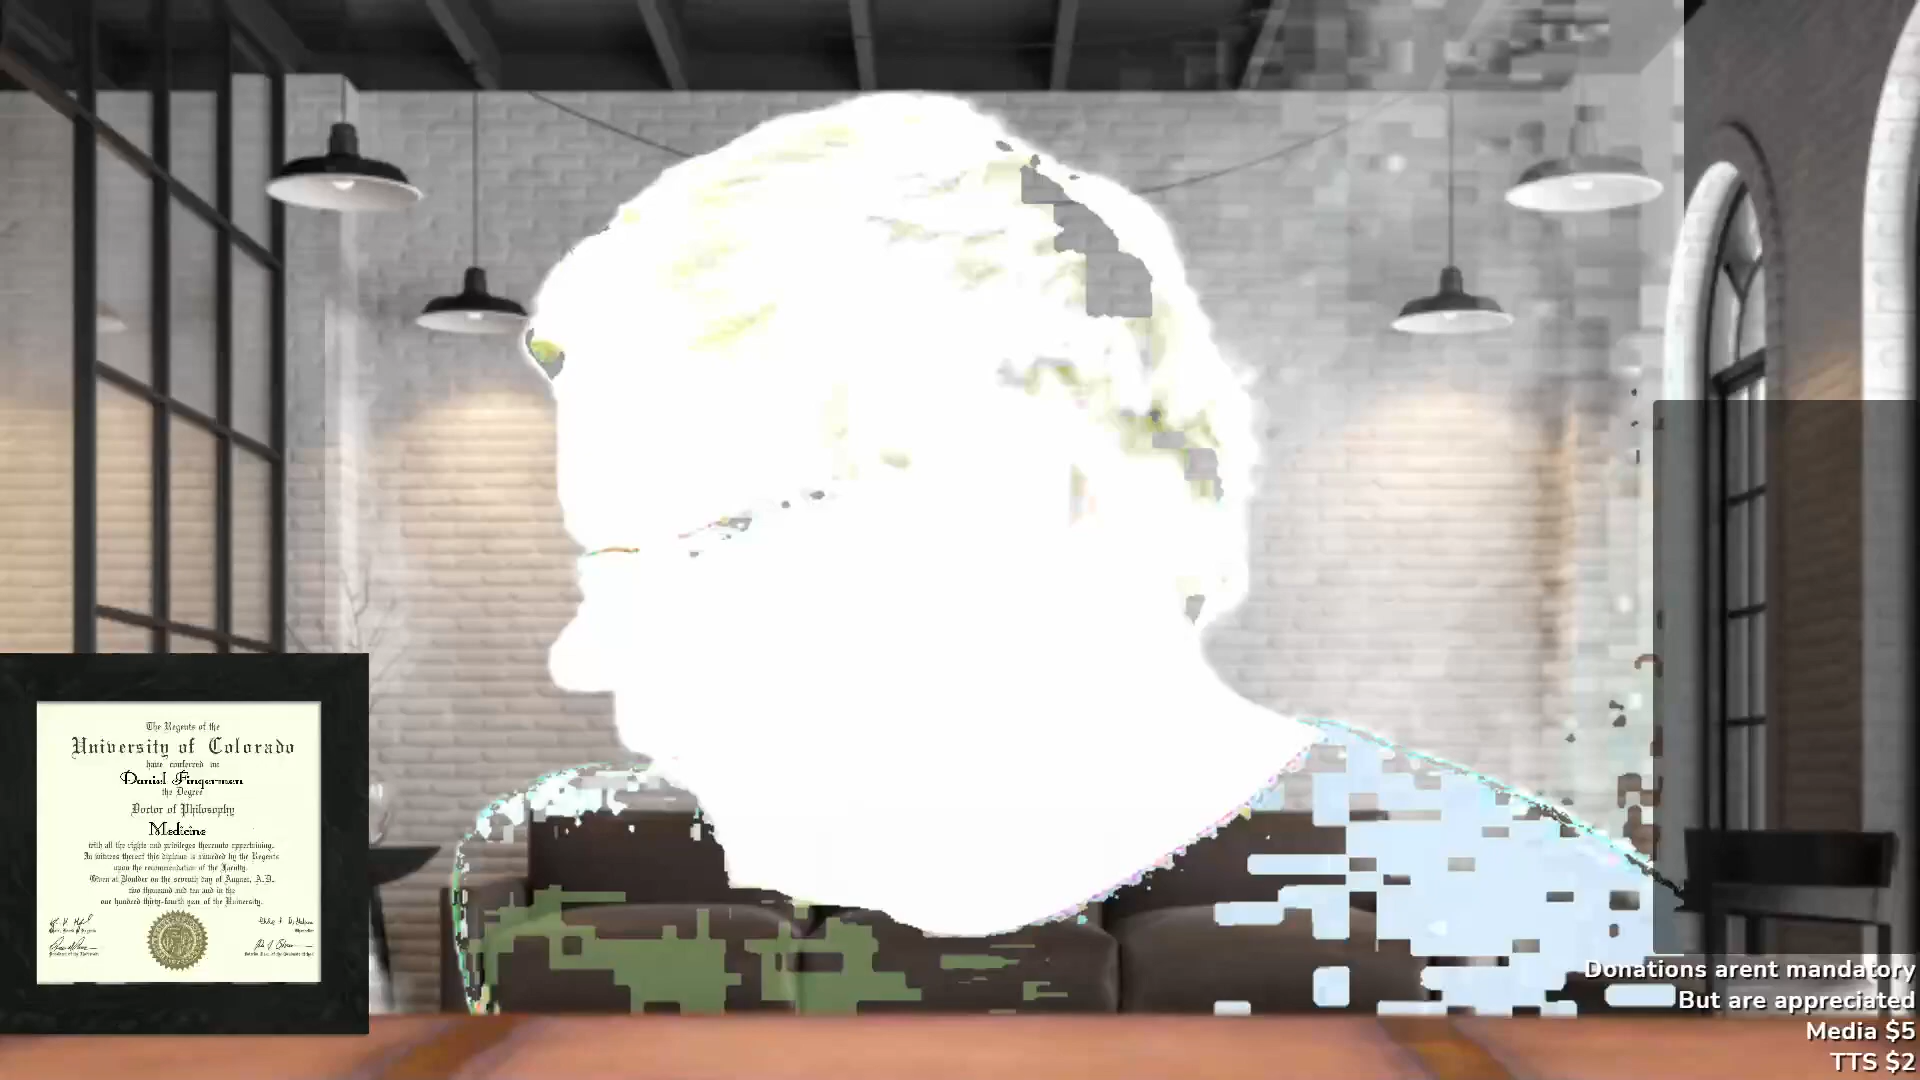 The Regents of the
University of Colorado
have conferred on
Daniel Fingerman
the Degree
Doctor of Philosophy
Medicine
with all the rights and privileges thereunto appertaining.
In witness thereof this diploma is awarded by the Regents
upon the recommendation of the Faculty.
Given at Boulder on the seventh day of August, A.D.
two thousand and ten and in the
one hundred thirty-fourth year of the University.
Donations arent mandatory
But are appreciated
Media $5
TTS $2